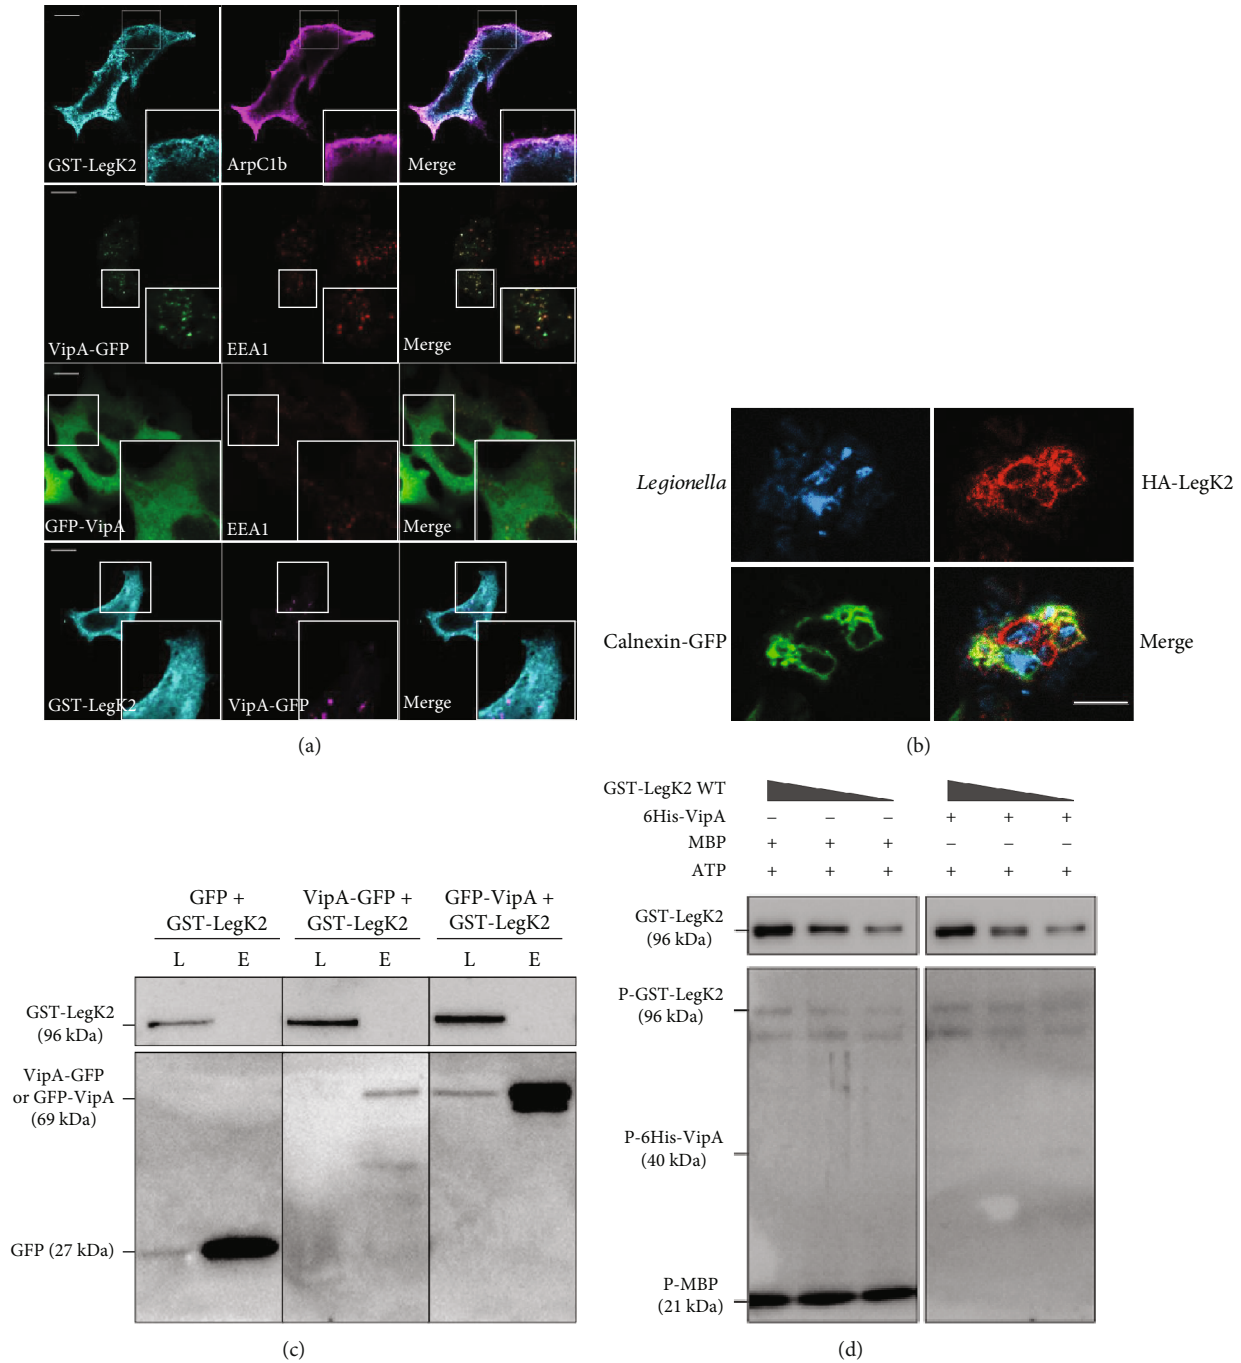 GST-LegK2
ArpC1b
Merge
VipA-GFP
EEA1
Merge
GFP-VipA
EEA1
Merge
GST-LegK2
VipA-GFP
Merge
(a)
Legionella
HA-LegK2
Calnexin-GFP
Merge
(b)
GFP +
GST-LegK2
VipA-GFP +
GST-LegK2
GFP-VipA +
GST-LegK2
L E L E L E
GST-LegK2
(96 kDa)
VipA-GFP
or GFP-VipA
(69 kDa)
GFP (27 kDa)
(c)
GST-LegK2 WT
6His-VipA – – – + + +
MBP + + + – – –
ATP + + + + + +
GST-LegK2
(96 kDa)
P-GST-LegK2
(96 kDa)
P-6His-VipA
(40 kDa)
P-MBP
(21 kDa)
(d)